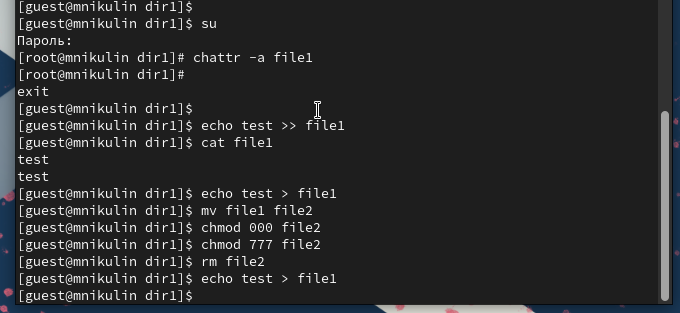 [guest@mnikulin dir1]$
[guest@mnikulin dir1]$ su
Пароль:
[root@mnikulin dir1]# chattr -a file1
[root@mnikulin dir1]#
exit
[guest@mnikulin dir1]$
[guest@mnikulin dir1]$ echo test >> file1
[guest@mnikulin dir1]$ cat file1
test
test
[guest@mnikulin dir1]$ echo test > file1
[guest@mnikulin dir1]$ mv file1 file2
[guest@mnikulin dir1]$ chmod 000 file2
[guest@mnikulin dir1]$ chmod 777 file2
[guest@mnikulin dir1]$ rm file2
[guest@mnikulin dir1]$ echo test > file1
[guest@mnikulin dir1]$